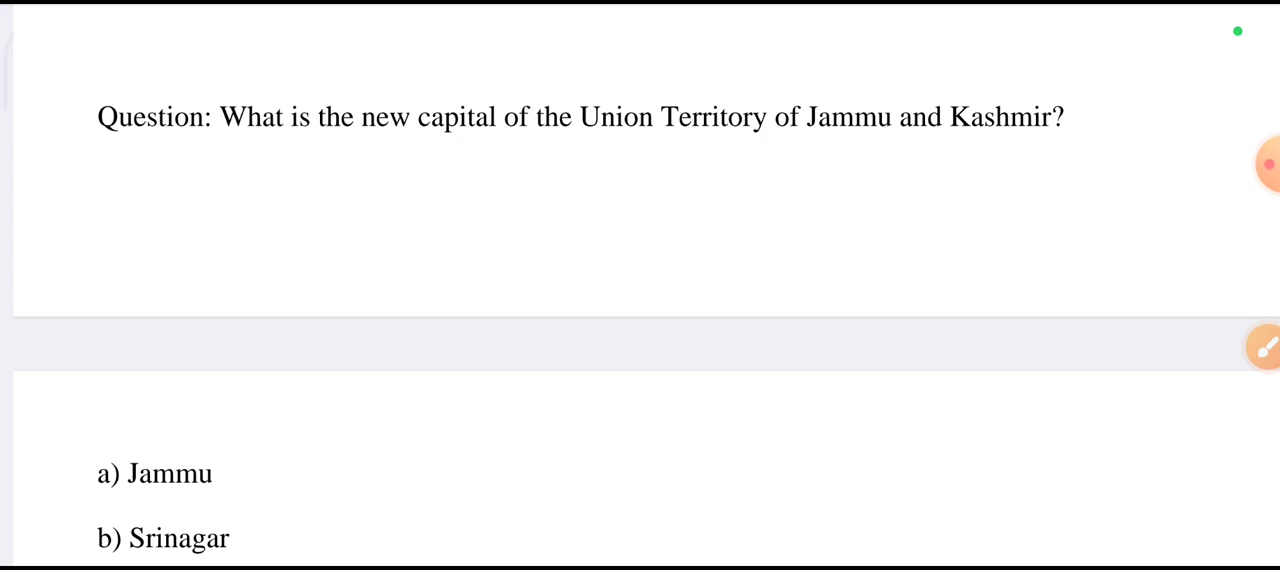 Question: What is the new capital of the Union Territory of Jammu and Kashmir?
a) Jammu
b) Srinagar